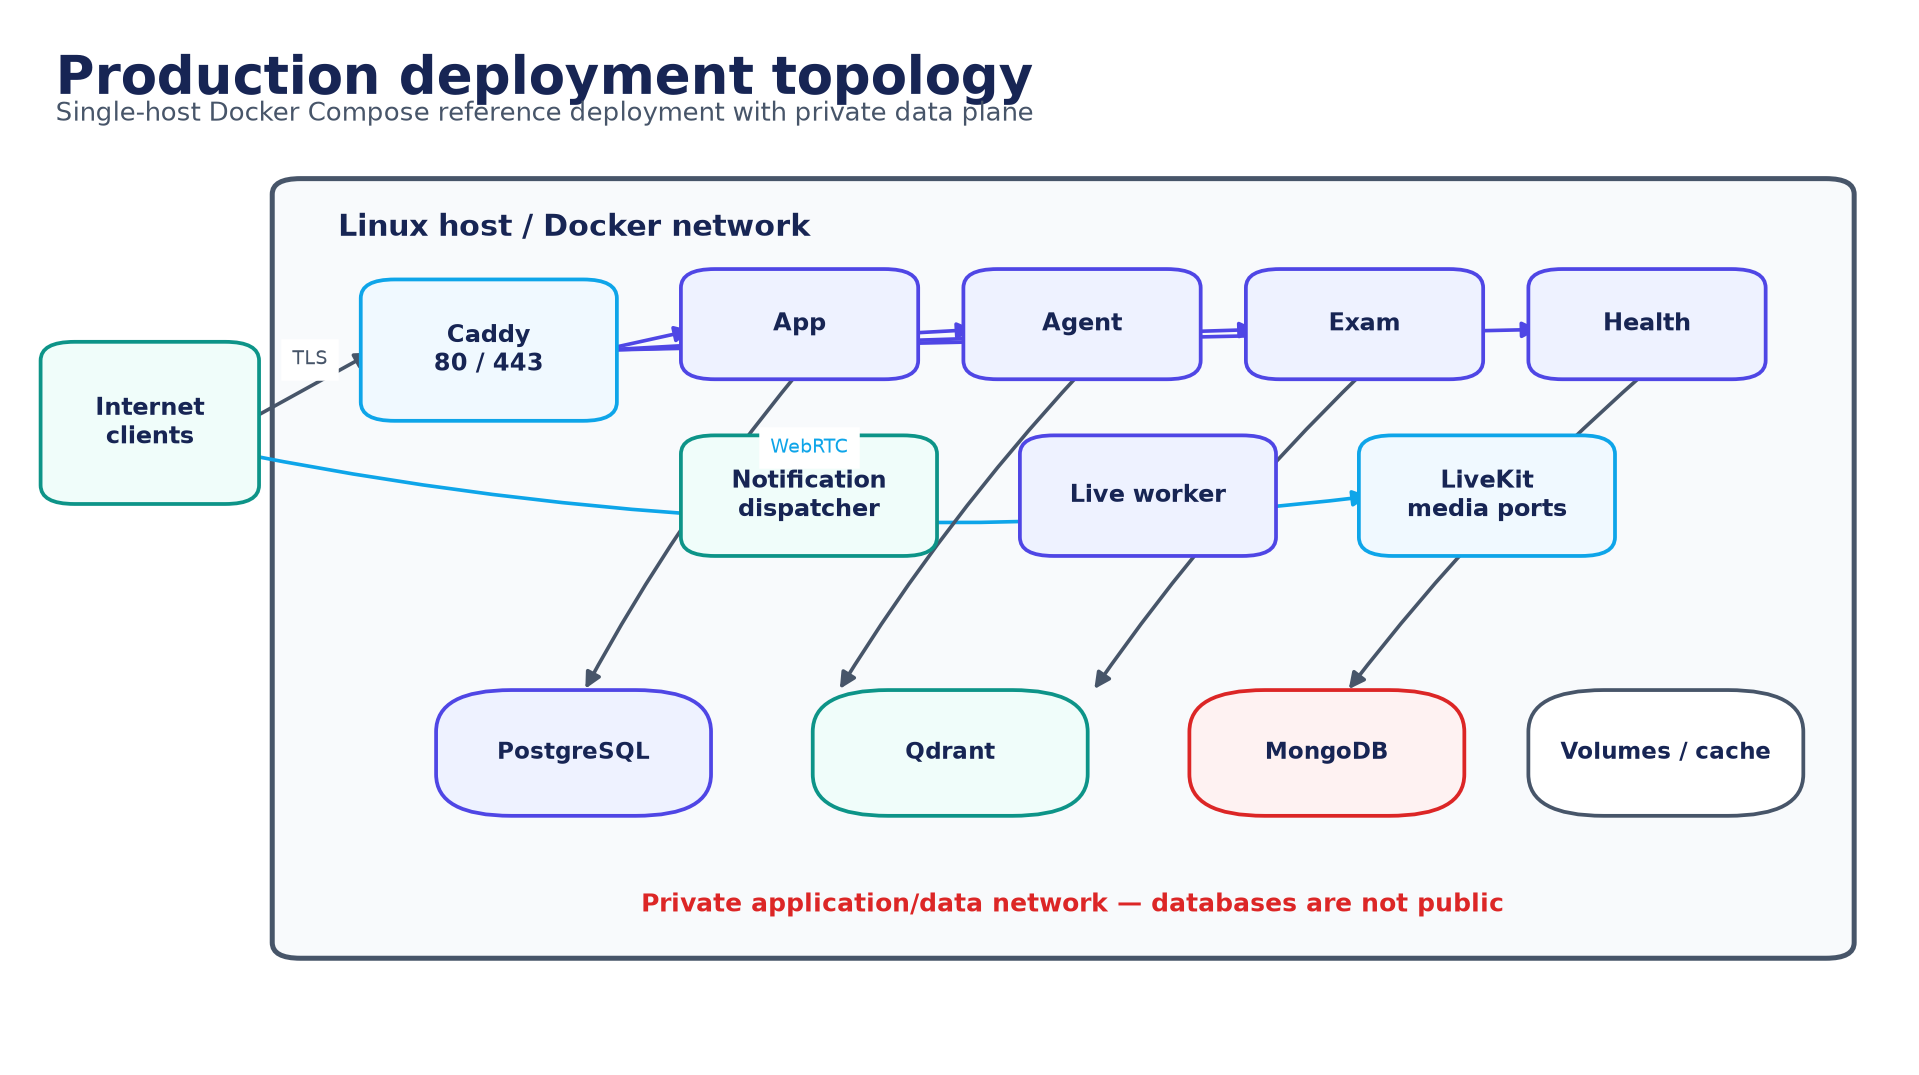 Production deployment topology
Single-host Docker Compose reference deployment with private data plane
Linux host / Docker network
Caddy
80 / 443
App
Agent
Exam
Health
TLS
Internet
clients
WebRTC
Notification
dispatcher
Live worker
LiveKit
media ports
PostgreSQL
Qdrant
MongoDB
Volumes / cache
Private application/data network — databases are not public